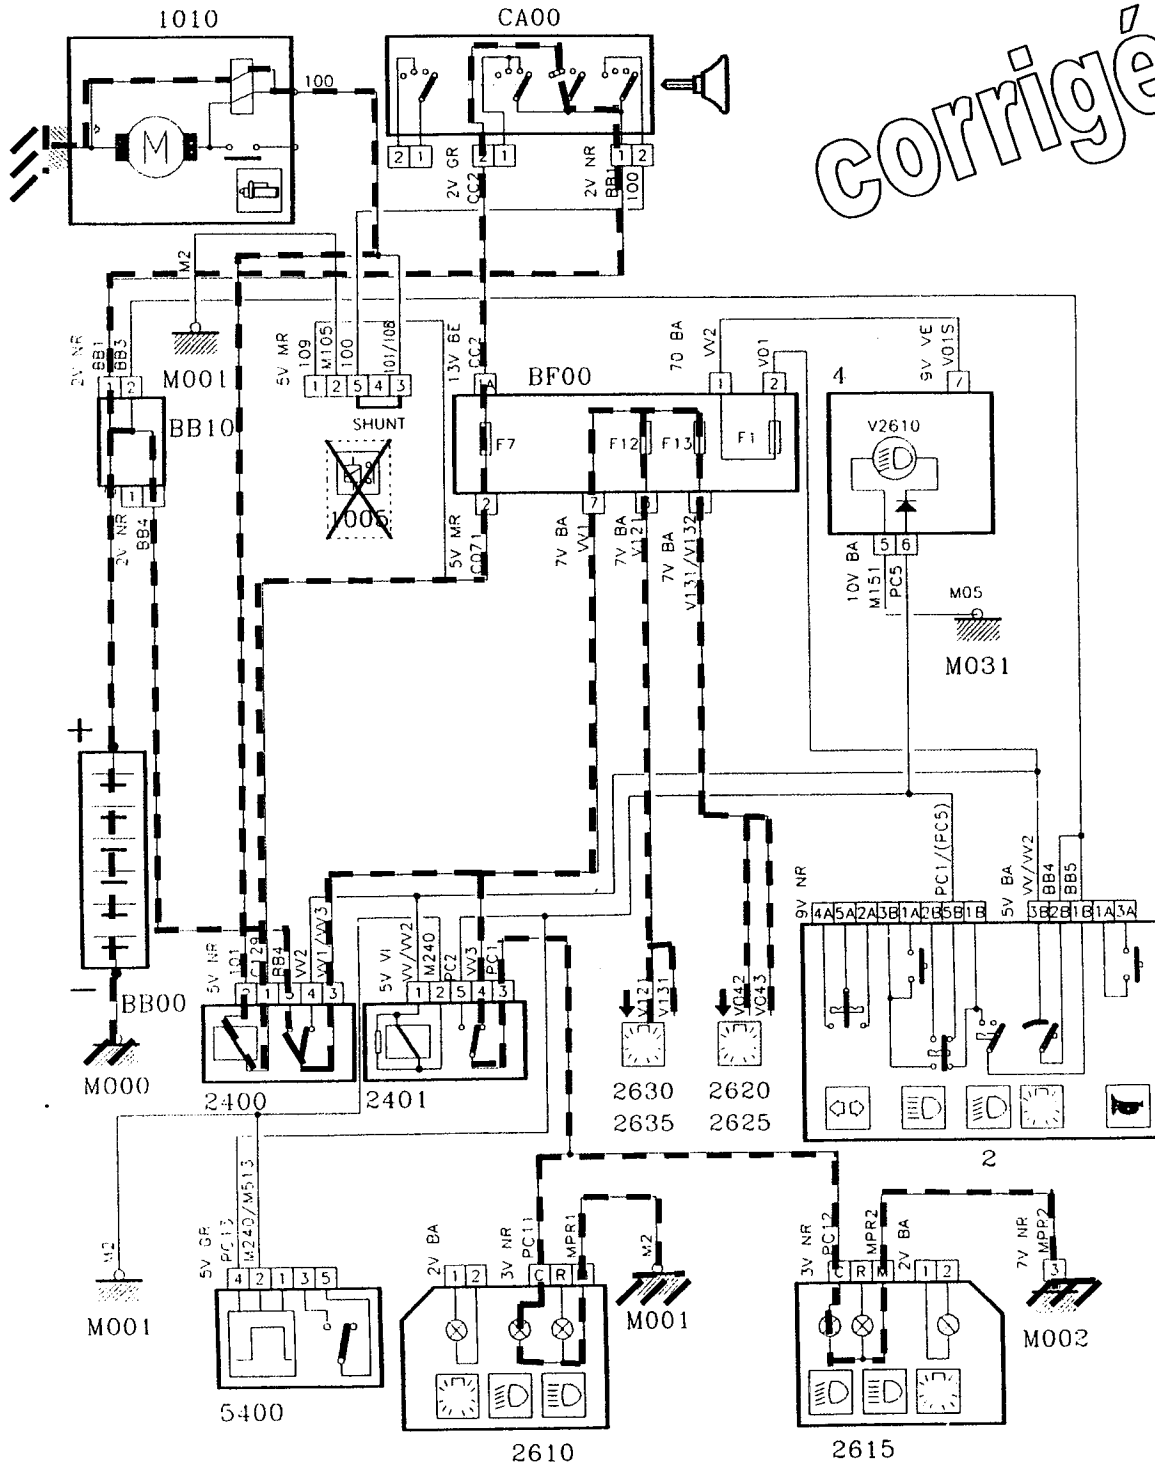 1010
CA00
corrigé
M
100
2 1
2 1
1 2
2V GR
CC2
2V NR
BB1
100
M2
M001
2V NR
BB1
BB3
1 2
BB10
1
2V NR
BB4
5V MR
109
M105
100
101/108
1 2 5 4 3
SHUNT
1005
13V BE
CC2
1A
BF00
70 BA
VV2
V01
1 2
9V VE
V01S
7
4
F7
F12
F13
F1
V2610
2
7
5V MR
C071
7V BA
VV1
7V BA
V121
7V BA
V131/V132
5 6
10V BA
M151
PC5
M05
M031
+
−
BB00
M000
5V NR
101
C129
BB4
VV2
VV1/VV3
1 5 4 3
2400
5V VI
VV/VV2
M240
PC2
VV3
PC1
1 2 5 4 3
2401
V121
V131
2630
2635
V042
V043
2620
2625
9V NR
PC1/(PC5)
5V BA
VV/VV2
BB4
BB5
4A 5A 2A 3B 1A 2B 5B 1B
3B 2B 1B 1A 3A
2
M2
M001
5V GR
PC13
M240/M513
4 2 1 3 5
5400
2V BA
3V NR
PC11
MPR1
1 2
C R
M2
M001
2610
3V NR
PC12
MPR2
2V BA
C R M
1 2
2615
7V NR
MPR2
3
M002